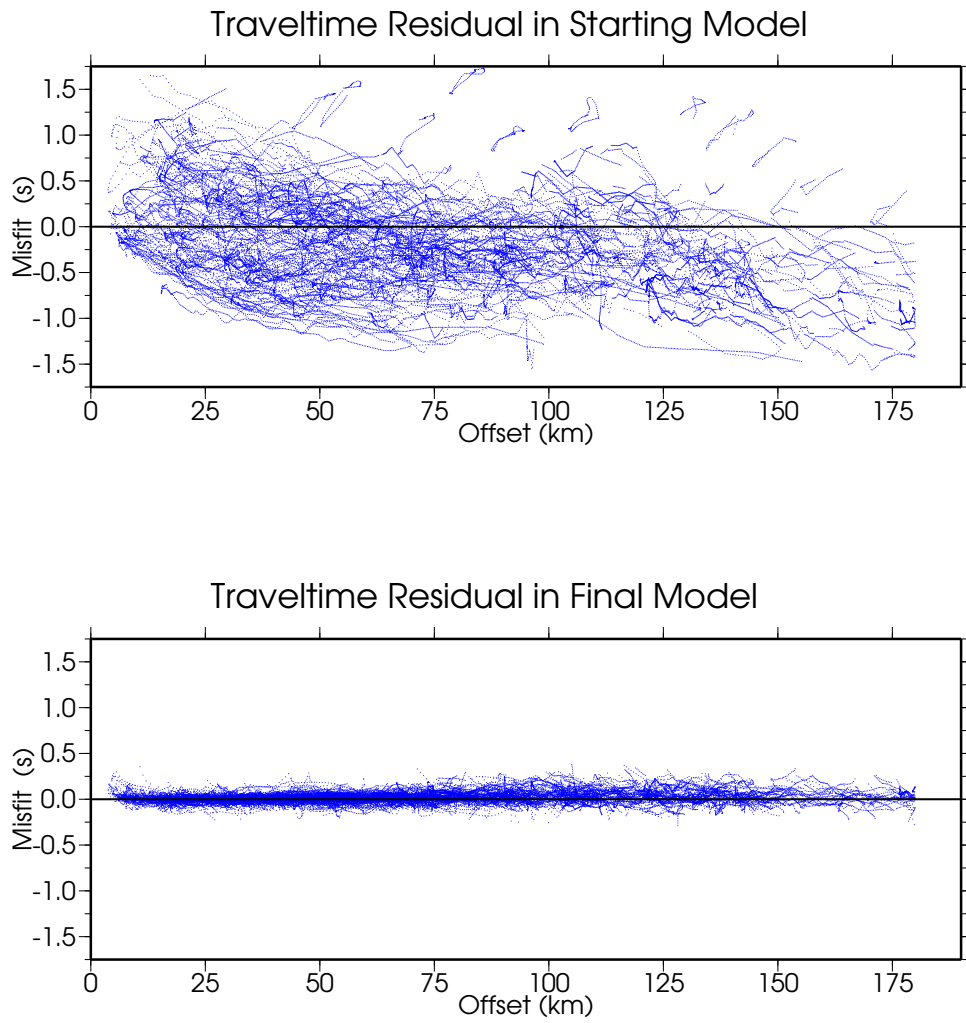 Traveltime Residual in Starting Model
1.5
1.0
0.5
0.0
-0.5
-1.0
-1.5
Misfit (s)
0 25 50 75 100 125 150 175
Offset (km)
Traveltime Residual in Final Model
1.5
1.0
0.5
0.0
-0.5
-1.0
-1.5
Misfit (s)
0 25 50 75 100 125 150 175
Offset (km)